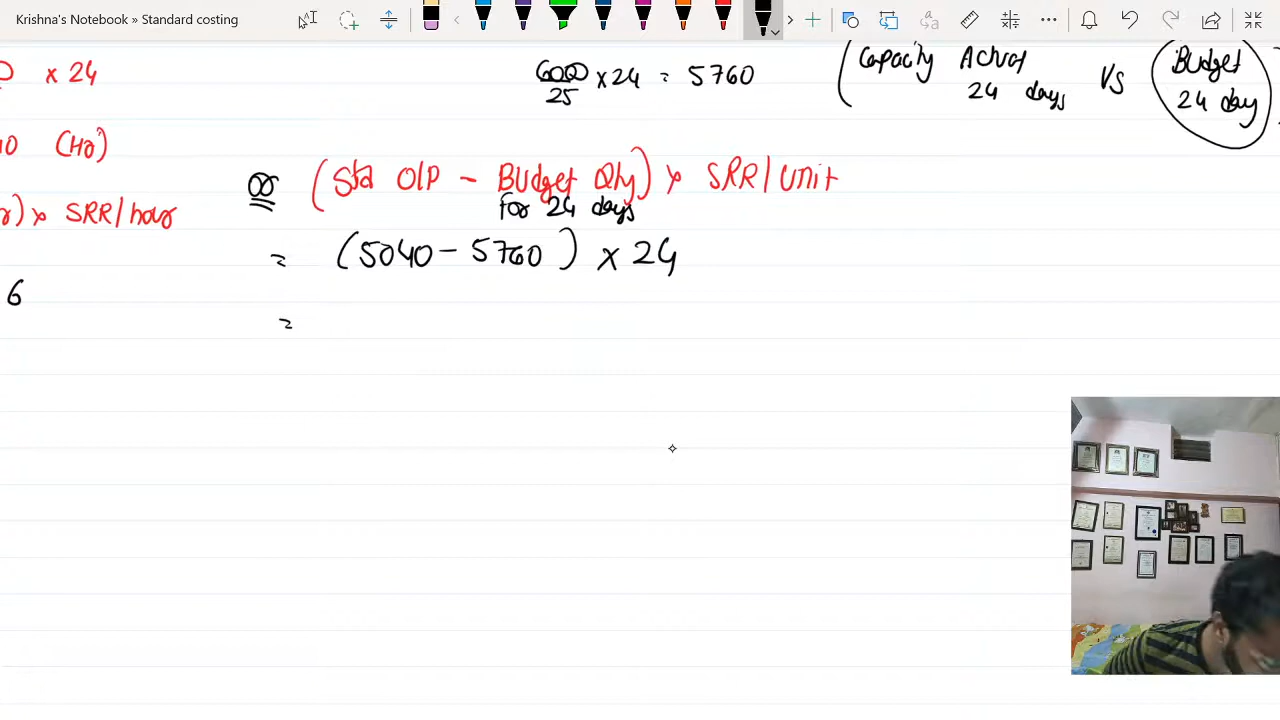 Krishna's Notebook » Standard costing
x 24
6000/25 x 24 = 5760
(Capacity Actual 24 days Vs Budget 24 day
(Ho)
or (Std O/P - Budget Qty) x SRR/Unit
for 24 days
) x SRR/hour
= (5040 - 5760) x 24
6
=